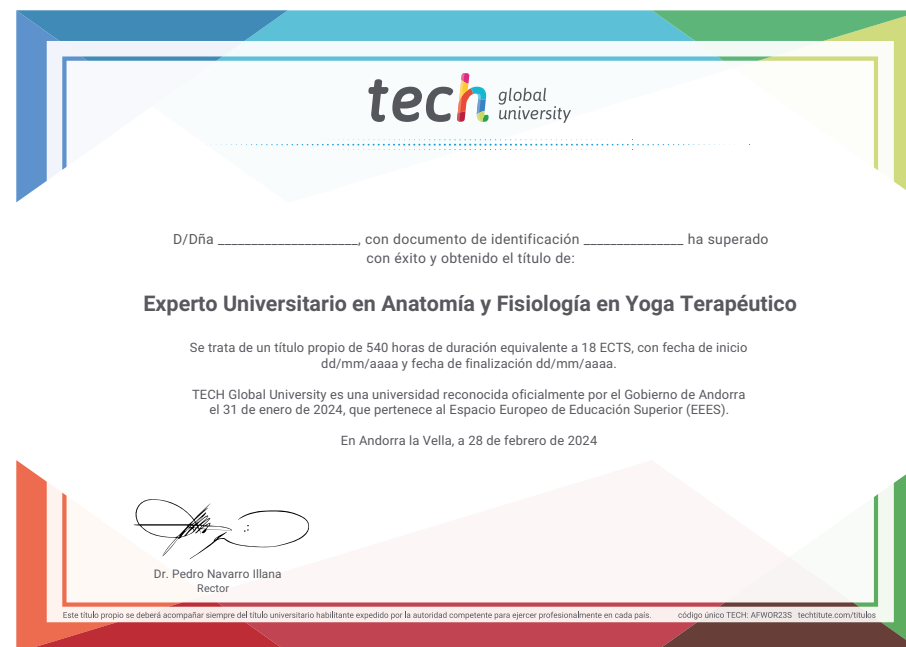 tech global
university
D/Dña _____________________, con documento de identificación _______________ ha superado
con éxito y obtenido el título de:
Experto Universitario en Anatomía y Fisiología en Yoga Terapéutico
Se trata de un título propio de 540 horas de duración equivalente a 18 ECTS, con fecha de inicio
dd/mm/aaaa y fecha de finalización dd/mm/aaaa.
TECH Global University es una universidad reconocida oficialmente por el Gobierno de Andorra
el 31 de enero de 2024, que pertenece al Espacio Europeo de Educación Superior (EEES).
En Andorra la Vella, a 28 de febrero de 2024
Dr. Pedro Navarro Illana
Rector
Este título propio se deberá acompañar siempre del título universitario habilitante expedido por la autoridad competente para ejercer profesionalmente en cada país. código único TECH: AFWOR23S techtitute.com/titulos